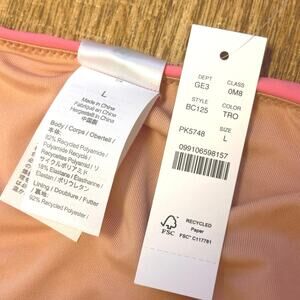 L
Made in China
Fabriqué en Chine
Hergestellt in China
中国製
Body / Corps / Oberteil /
本体:
82% Recycled Polyamide /
Polyamide Recyclé /
Recyceltes Polyamid / リ
サイクルポリアミド
18% Elastane / Elasthanne /
Elastan / ポリウレタン
Lining / Doublure / Futter
/ 裏地:
92% Recycled Polyester /
DEPT CLASS
GE3 0M8
STYLE COLOR
BC125 TRO
SIZE
PK5748 L
099106598157
FSC
RECYCLED
Paper
FSC® C117781